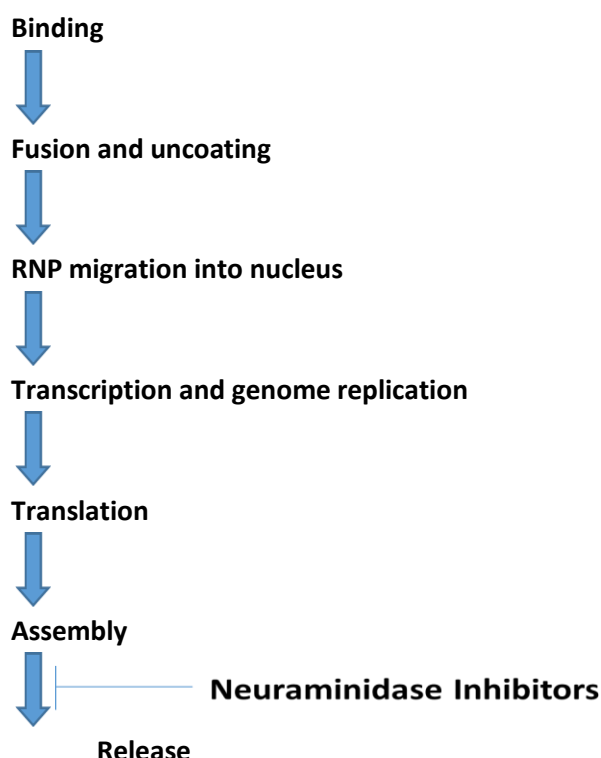 Binding
Fusion and uncoating
RNP migration into nucleus
Transcription and genome replication
Translation
Assembly
Neuraminidase Inhibitors
Release